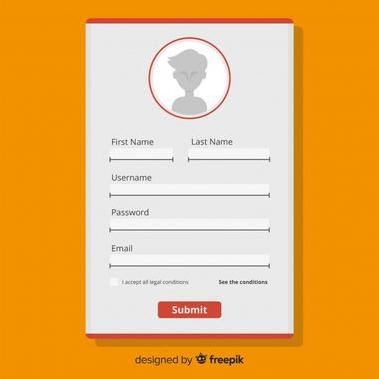 First Name Last Name
Username
Password
Email
I accept all legal conditions See the conditions
Submit
designed by freepik